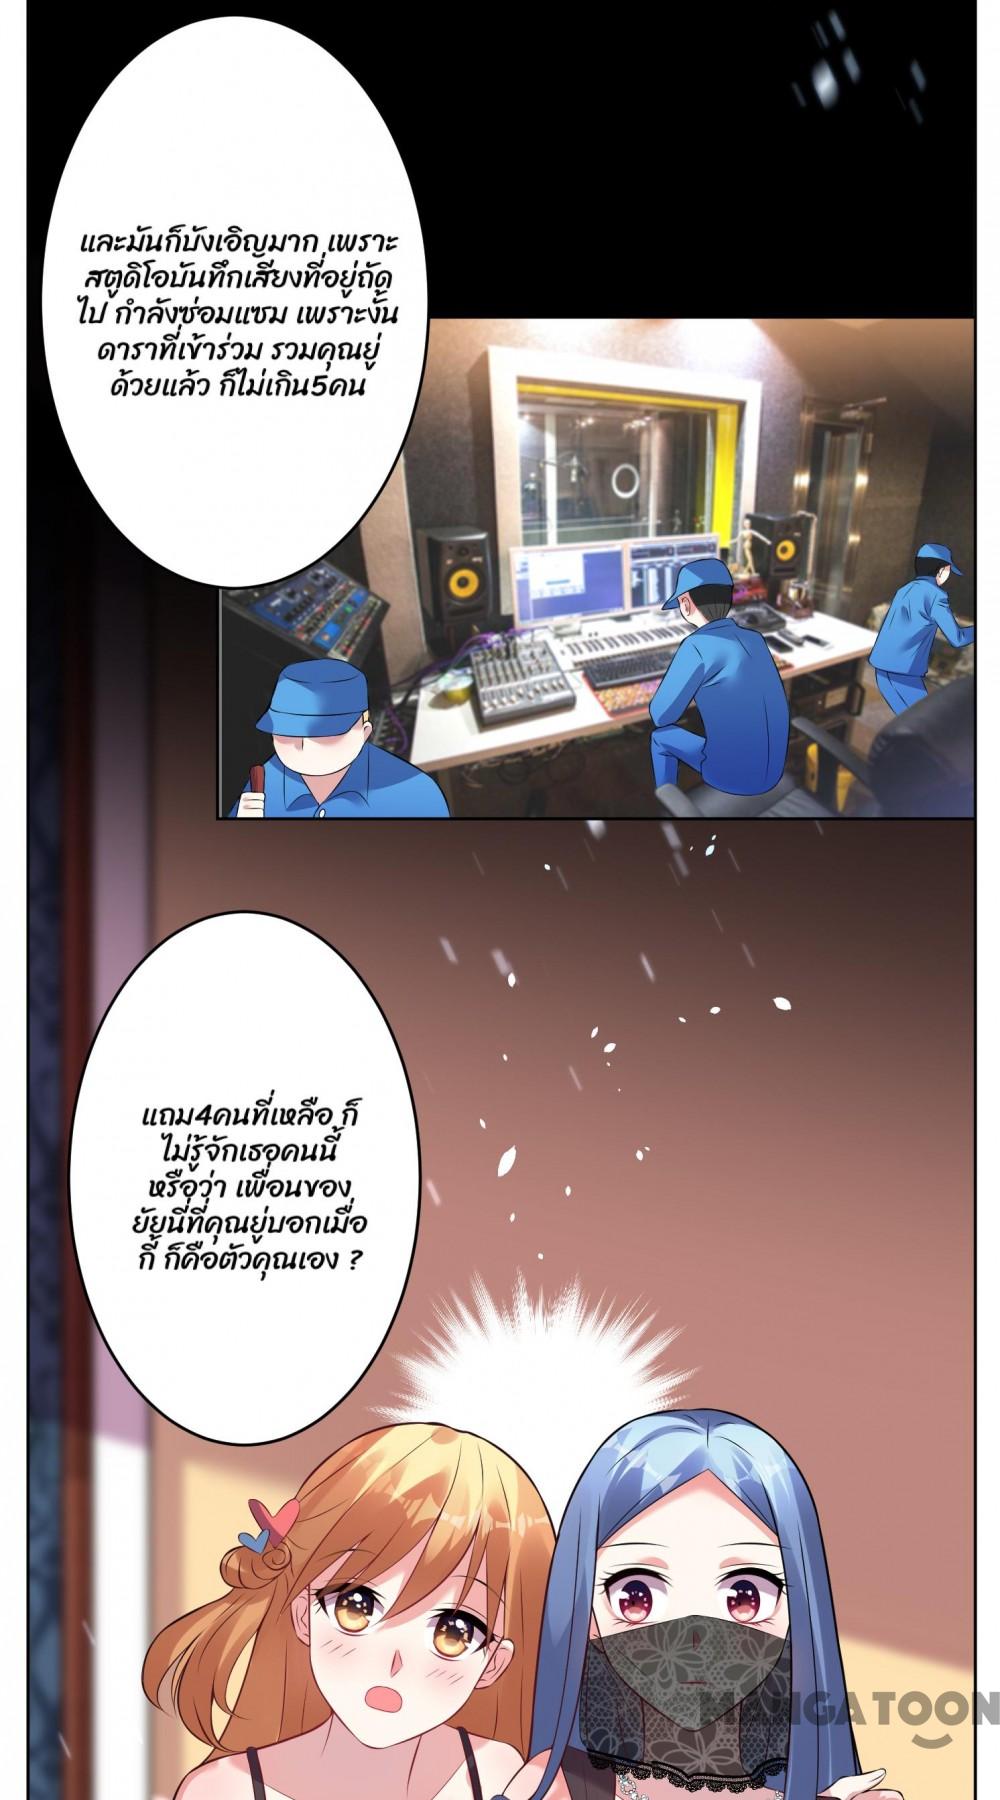 และมันก็บังเอิญมาก เพราะ
สตูดิโอบันทึกเสียงที่อยู่ถัด
ไป กำลังซ่อมแซม เพราะงั้น
ดาราที่เข้าร่วม รวมคุณยู่
ด้วยแล้ว ก็ไม่เกิน5คน
แถม4คนที่เหลือ ก็
ไม่รู้จักเธอคนนี้
หรือว่า เพื่อนของ
ยัยนี่ที่คุณยู่บอกเมื่อ
กี้ ก็คือตัวคุณเอง ?
MANGATOON